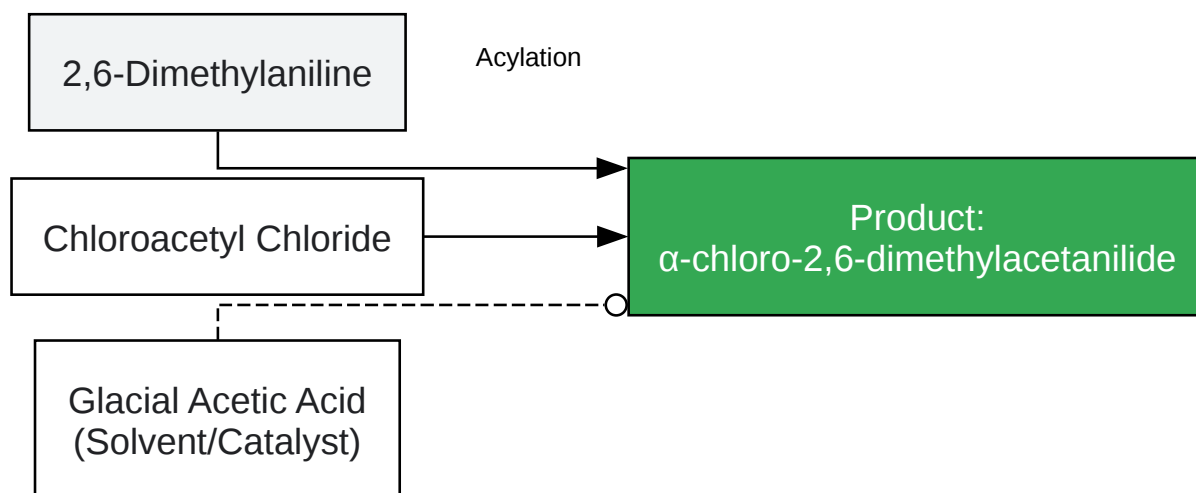 2,6-Dimethylaniline
Acylation
Chloroacetyl Chloride
Product:
α-chloro-2,6-dimethylacetanilide
Glacial Acetic Acid
(Solvent/Catalyst)